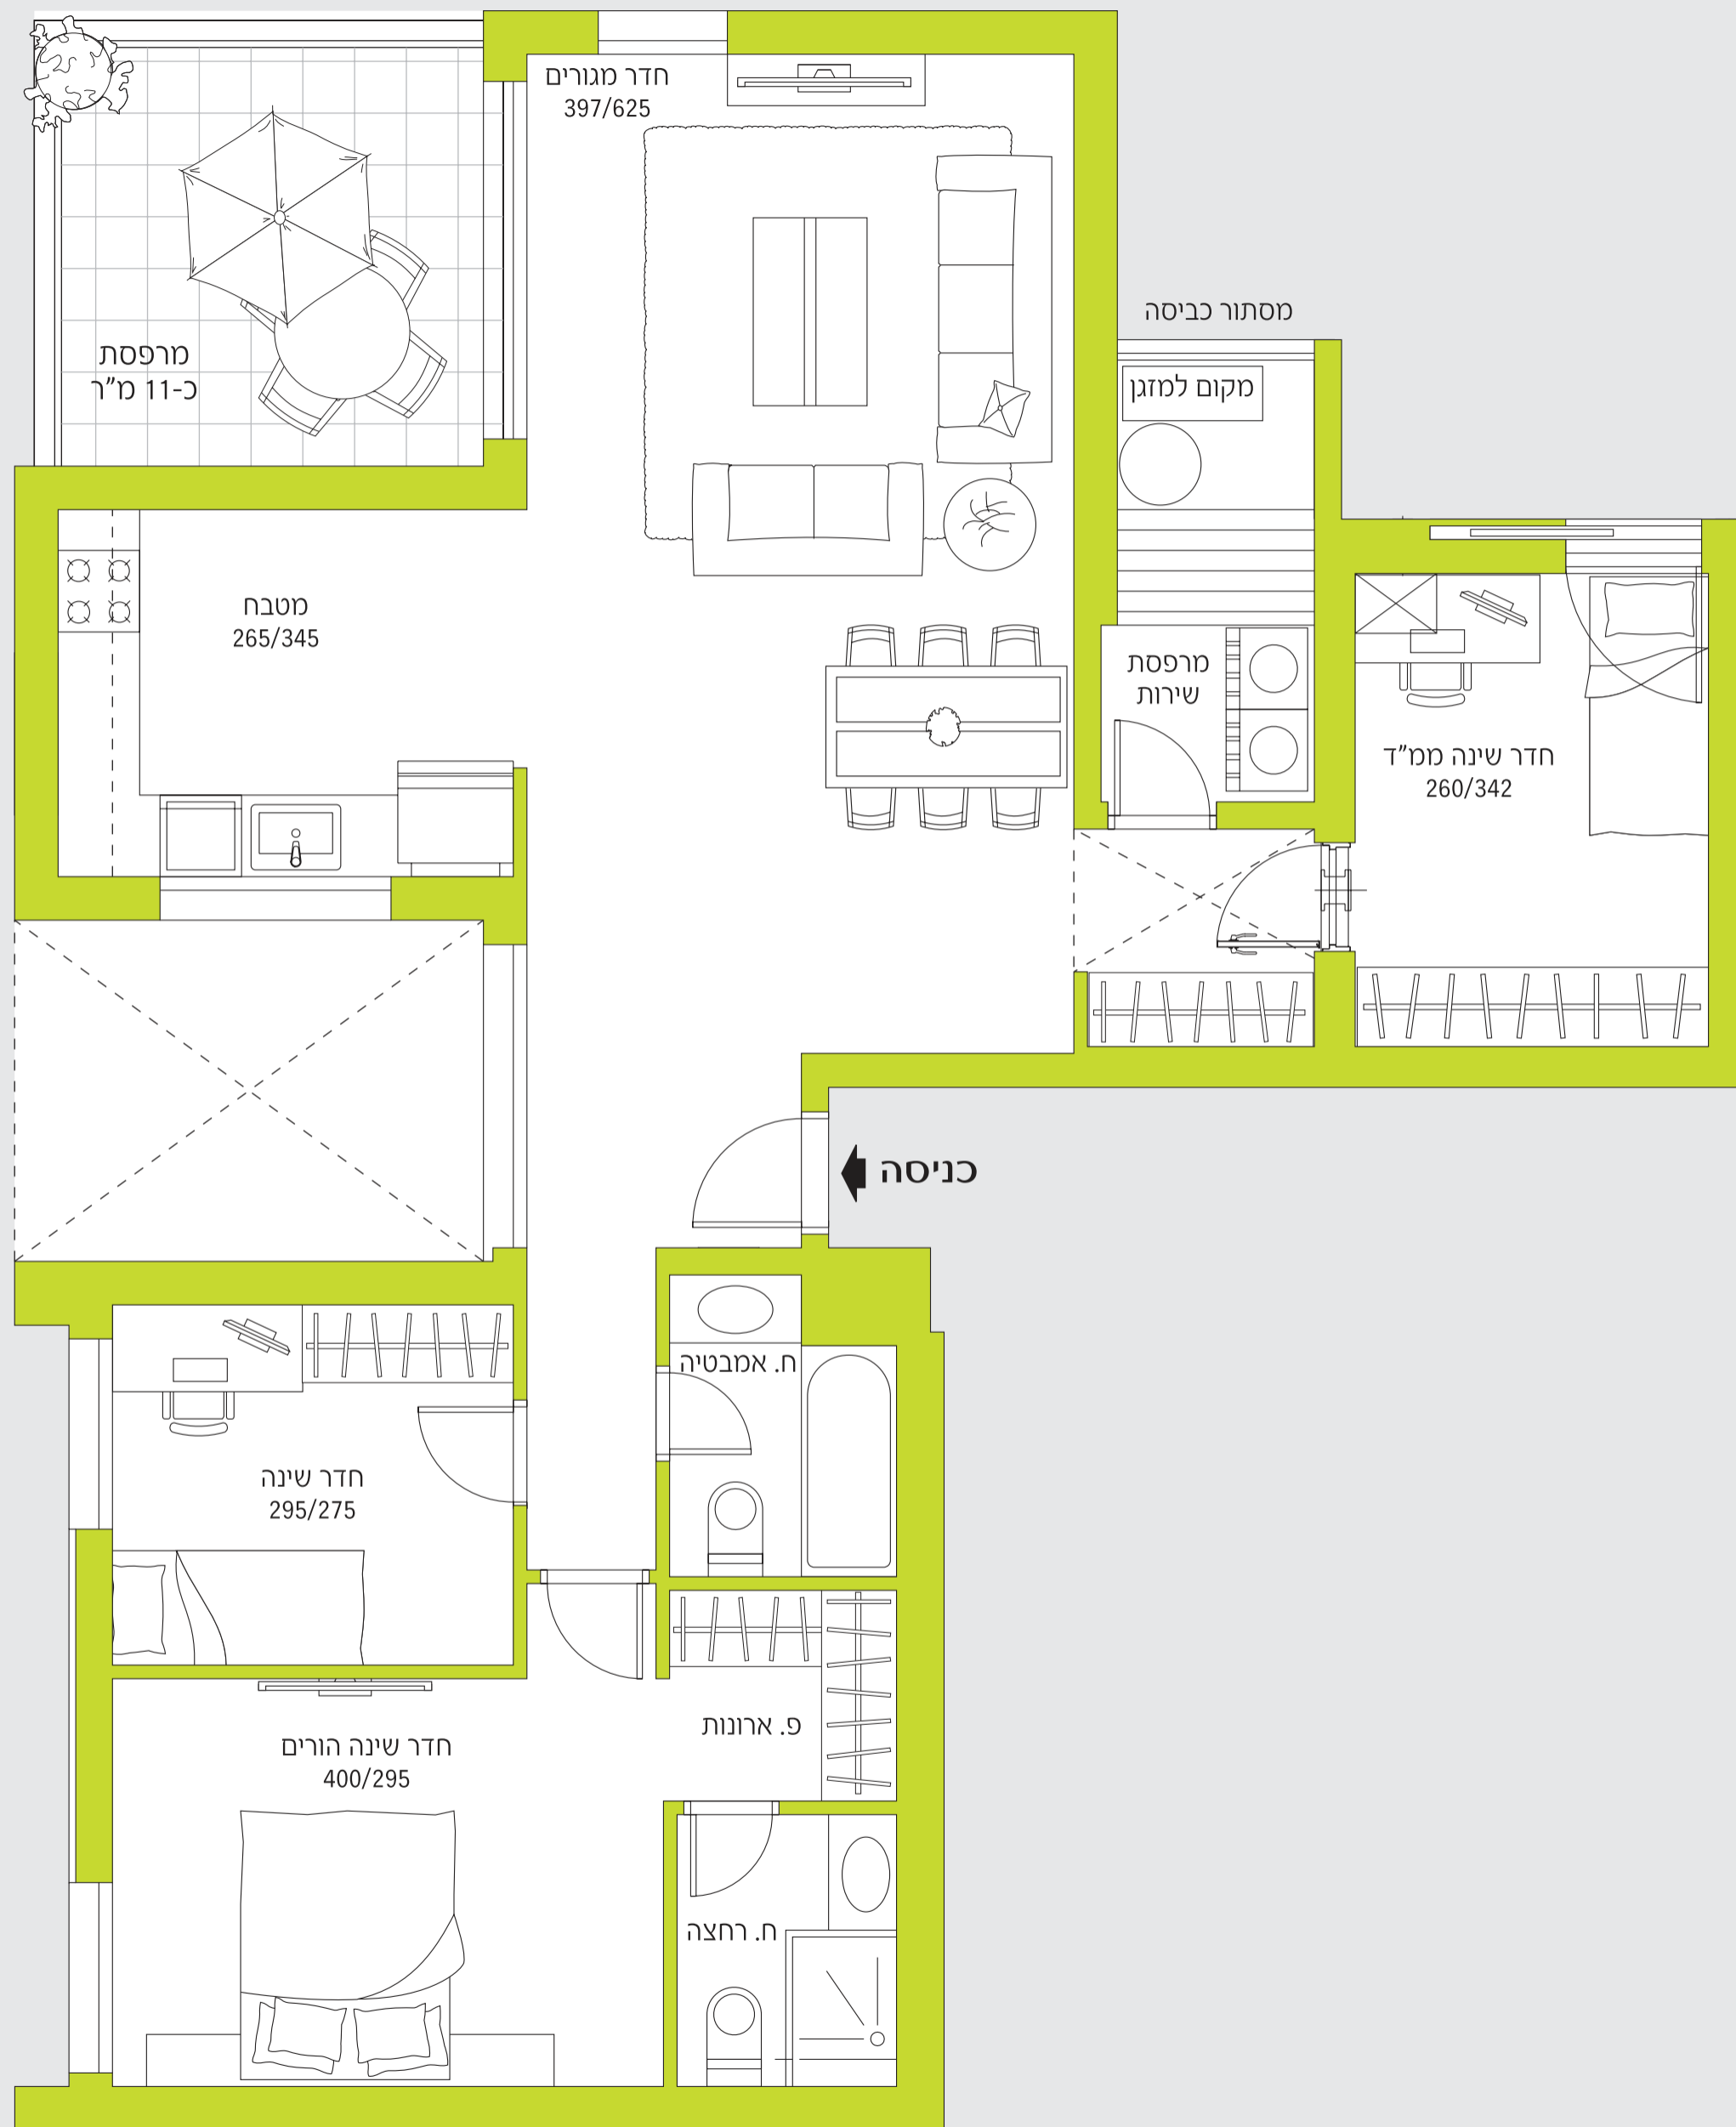 חדר מגורים
397/625
מסתור כביסה
מקום למזגן
מרפסת
כ-11 מ"ר
מטבח
265/345
מרפסת
שירות
חדר שינה ממ"ד
260/342
כניסה
ח. אמבטיה
חדר שינה
295/275
פ. ארונות
חדר שינה הורים
400/295
ח. רחצה